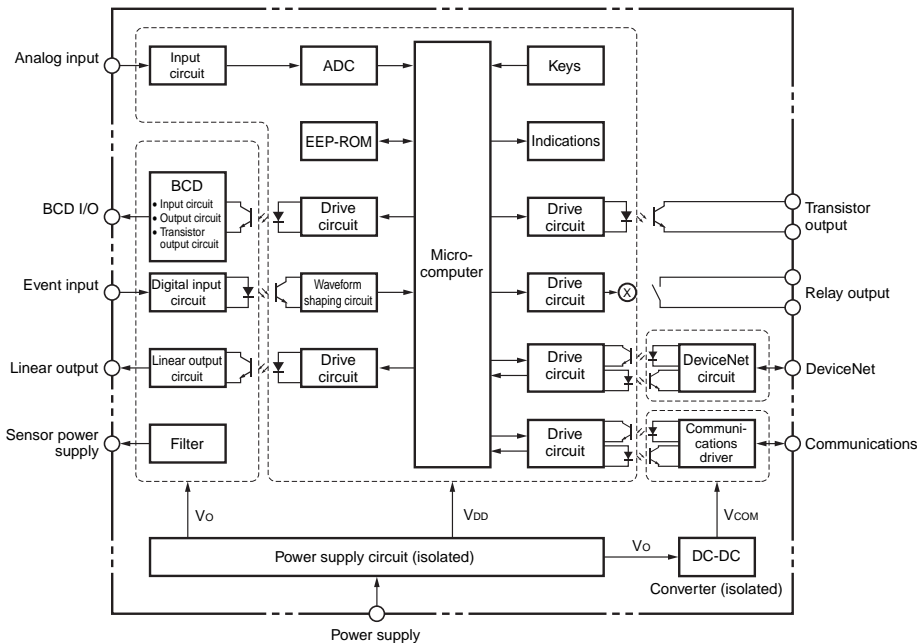 Analog input
Input
circuit
ADC
Keys
EEP-ROM
Indications
BCD I/O
BCD
• Input circuit
• Output circuit
• Transistor
output circuit
Drive
circuit
Micro-
computer
Drive
circuit
Transistor
output
Event input
Digital input
circuit
Waveform
shaping circuit
Drive
circuit
X
Relay output
Linear output
Linear output
circuit
Drive
circuit
Drive
circuit
DeviceNet
circuit
DeviceNet
Sensor power
supply
Filter
Drive
circuit
Communi-
cations
driver
Communications
VO
VDD
VCOM
Power supply circuit (isolated)
VO
DC-DC
Converter (isolated)
Power supply